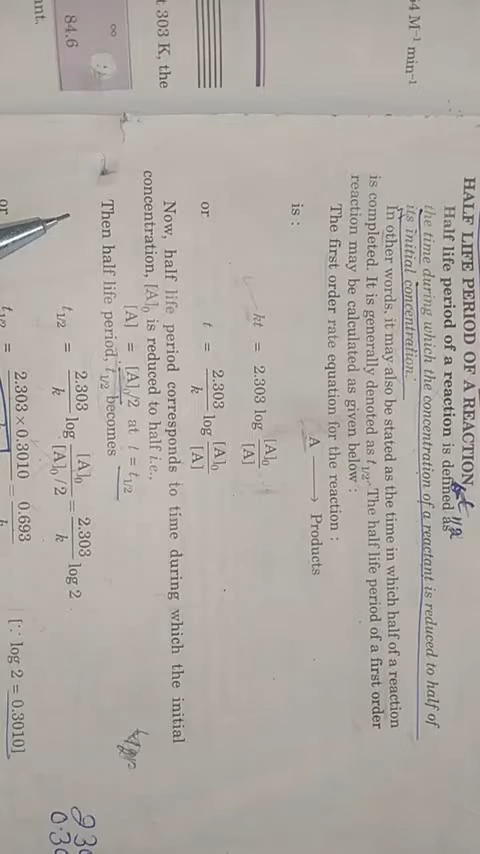 54 M⁻¹ min⁻¹
t 303 K, the
∞
84.6
ant.
HALF LIFE PERIOD OF A REACTION t 1/2
Half life period of a reaction is defined as
the time during which the concentration of a reactant is reduced to half of
its initial concentration.
In other words, it may also be stated as the time in which half of a reaction
is completed. It is generally denoted as t1/2. The half life period of a first order
reaction may be calculated as given below :
The first order rate equation for the reaction :
A ⟶ Products
is :
kt = 2.303 log [A]₀/[A]
or t = 2.303/k log [A]₀/[A]
Now, half life period corresponds to time during which the initial
concentration, [A]₀ is reduced to half i.e.,
[A] = [A]₀/2 at t = t1/2
Then half life period, t1/2 becomes
t1/2 = 2.303/k log [A]₀/[A]₀/2 = 2.303/k log 2
or t1/2 = 2.303 × 0.3010 = 0.693 [∵ log 2 = 0.3010]